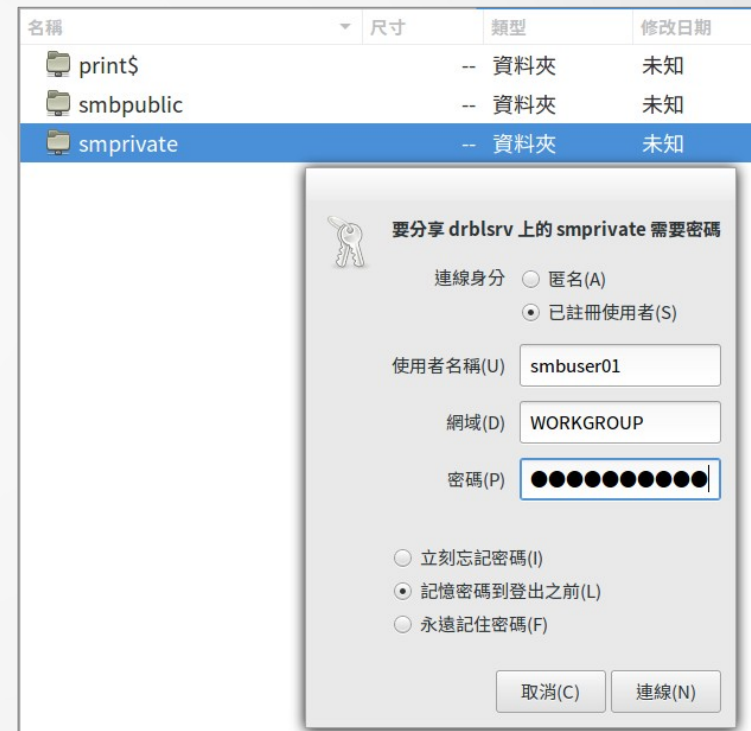 名稱 尺寸 類型 修改日期
print$ -- 資料夾 未知
smbpublic -- 資料夾 未知
smprivate -- 資料夾 未知
要分享 drblsrv 上的 smprivate 需要密碼
連線身分 匿名(A)
已註冊使用者(S)
使用者名稱(U) smbuser01
網域(D) WORKGROUP
密碼(P) ●●●●●●●●●●
立刻忘記密碼(I)
記憶密碼到登出之前(L)
永遠記住密碼(F)
取消(C) 連線(N)